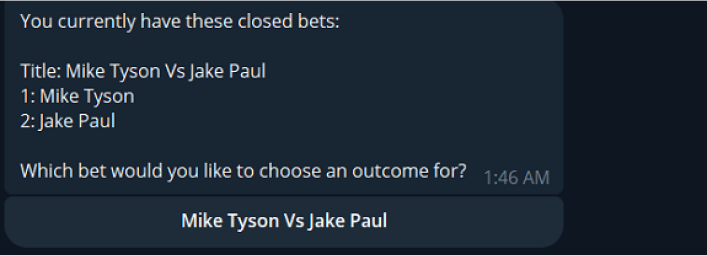 You currently have these closed bets:
Title: Mike Tyson Vs Jake Paul
1: Mike Tyson
2: Jake Paul
Which bet would you like to choose an outcome for?
1:46 AM
Mike Tyson Vs Jake Paul